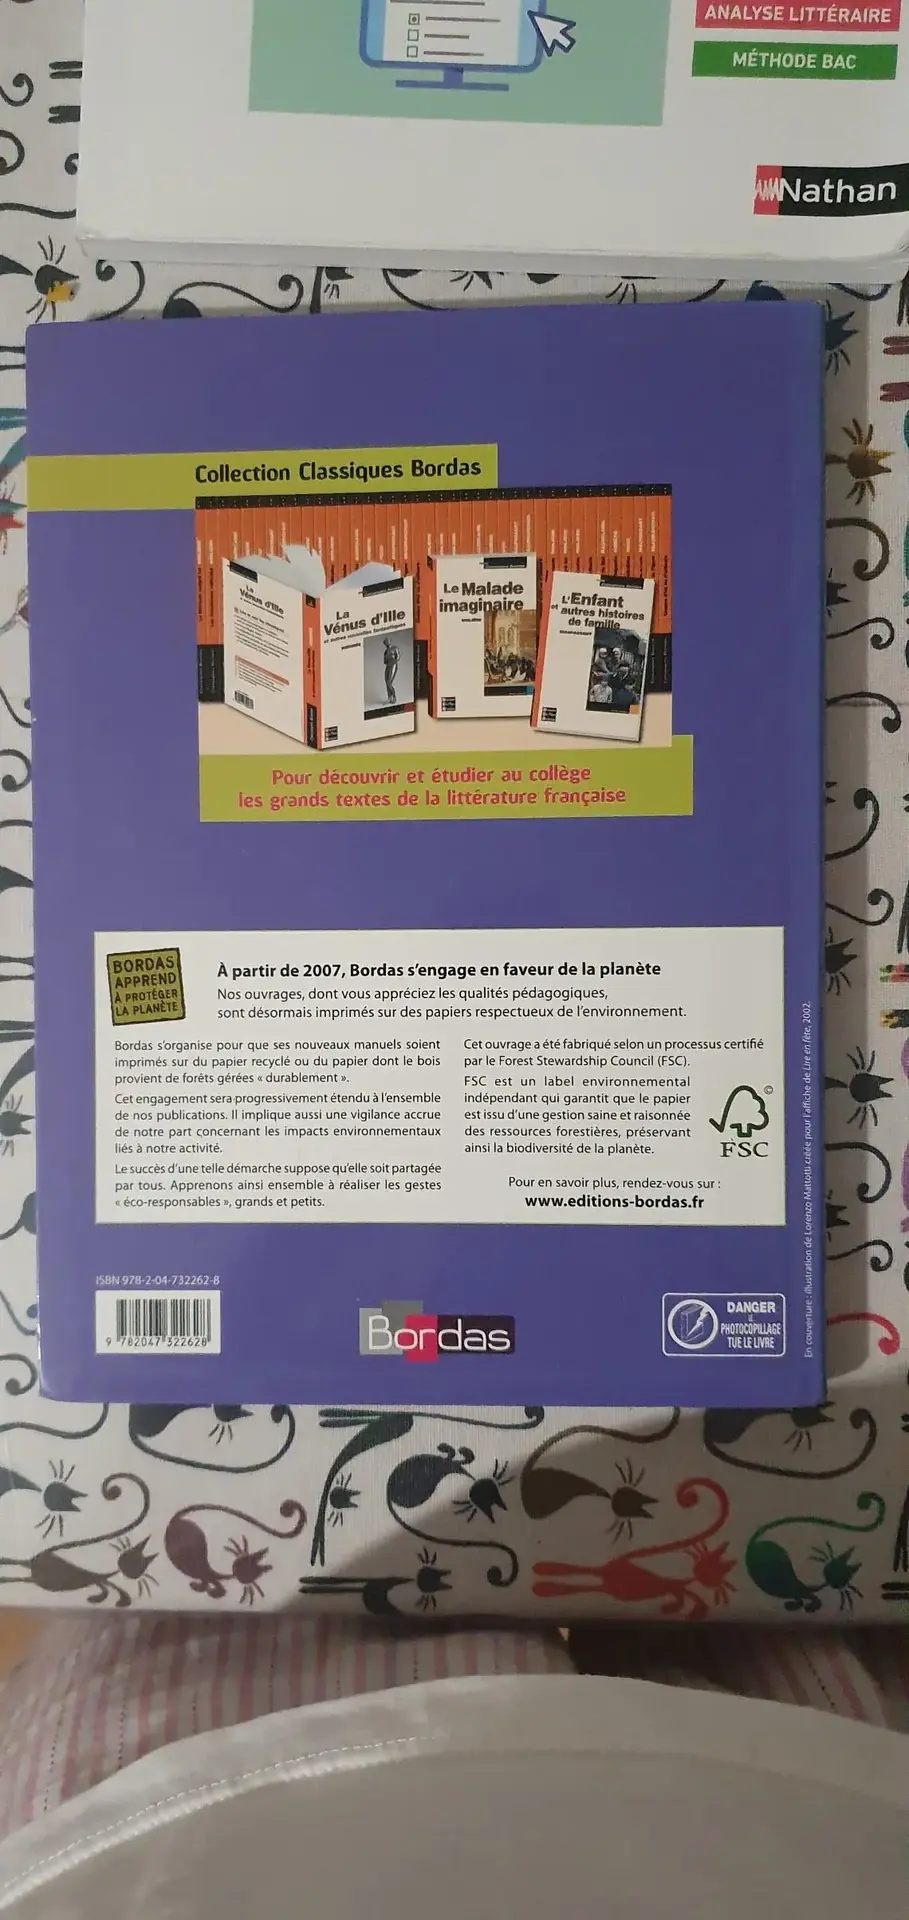 ANALYSE LITTÉRAIRE
MÉTHODE BAC
Nathan
Collection Classiques Bordas
La
Vénus d'Ille
La
Vénus d'Ille
et autres nouvelles fantastiques
Le Malade
imaginaire
L'Enfant
et autres histoires
de famille
Pour découvrir et étudier au collège
les grands textes de la littérature française
BORDAS
APPREND
À PROTÉGER
LA PLANÈTE
À partir de 2007, Bordas s'engage en faveur de la planète
Nos ouvrages, dont vous appréciez les qualités pédagogiques,
sont désormais imprimés sur des papiers respectueux de l'environnement.
Bordas s'organise pour que ses nouveaux manuels soient
imprimés sur du papier recyclé ou du papier dont le bois
provient de forêts gérées « durablement ».
Cet engagement sera progressivement étendu à l'ensemble
de nos publications. Il implique aussi une vigilance accrue
de notre part concernant les impacts environnementaux
liés à notre activité.
Le succès d'une telle démarche suppose qu'elle soit partagée
par tous. Apprenons ainsi ensemble à réaliser les gestes
« éco-responsables », grands et petits.
Cet ouvrage a été fabriqué selon un processus certifié
par le Forest Stewardship Council (FSC).
FSC est un label environnemental
indépendant qui garantit que le papier
est issu d'une gestion saine et raisonnée
des ressources forestières, préservant
ainsi la biodiversité de la planète.
©
FSC
Pour en savoir plus, rendez-vous sur :
www.editions-bordas.fr
En couverture : illustration de Lorenzo Mattotti créée pour l'affiche de Lire en fête, 2002.
ISBN 978-2-04-732262-8
9 782047 322628
Bordas
DANGER
LE
PHOTOCOPILLAGE
TUE LE LIVRE